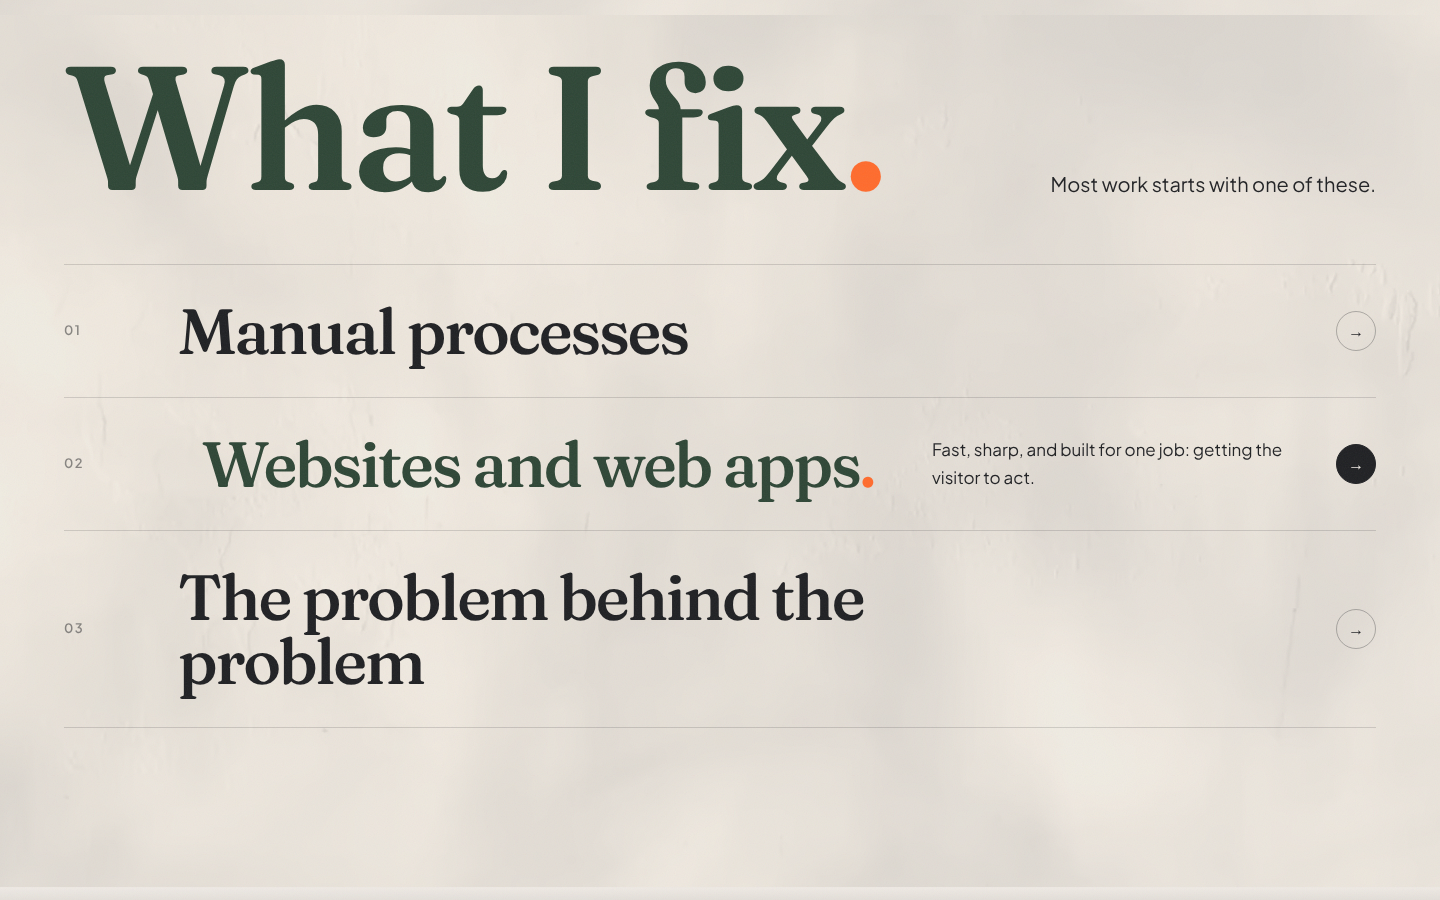 What I fix.
Most work starts with one of these.
01
Manual processes
→
02
Websites and web apps.
Fast, sharp, and built for one job: getting the
visitor to act.
→
03
The problem behind the
problem
→